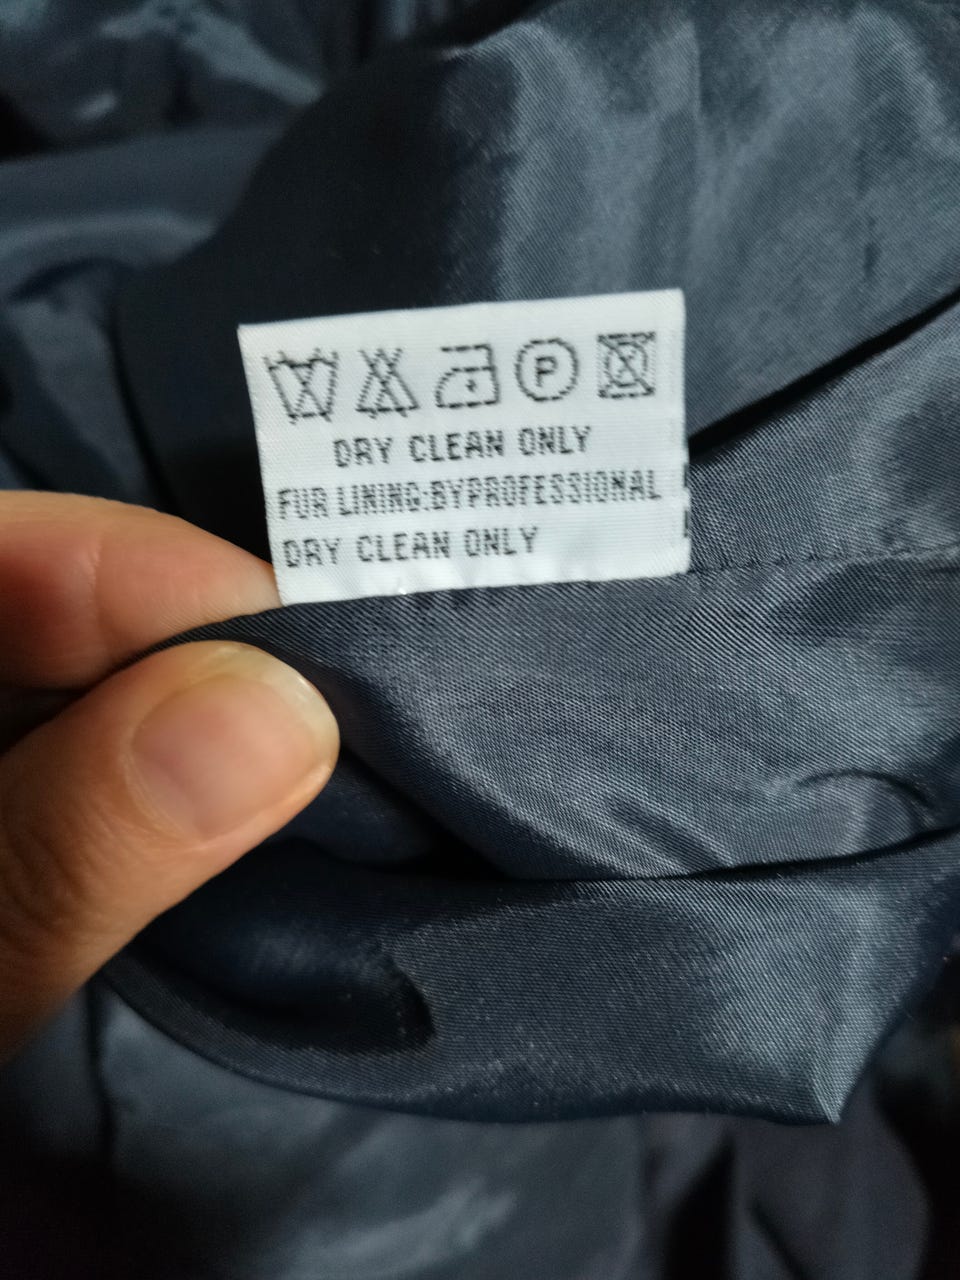 P
DRY CLEAN ONLY
FUR LINING:BYPROFESSIONAL
DRY CLEAN ONLY